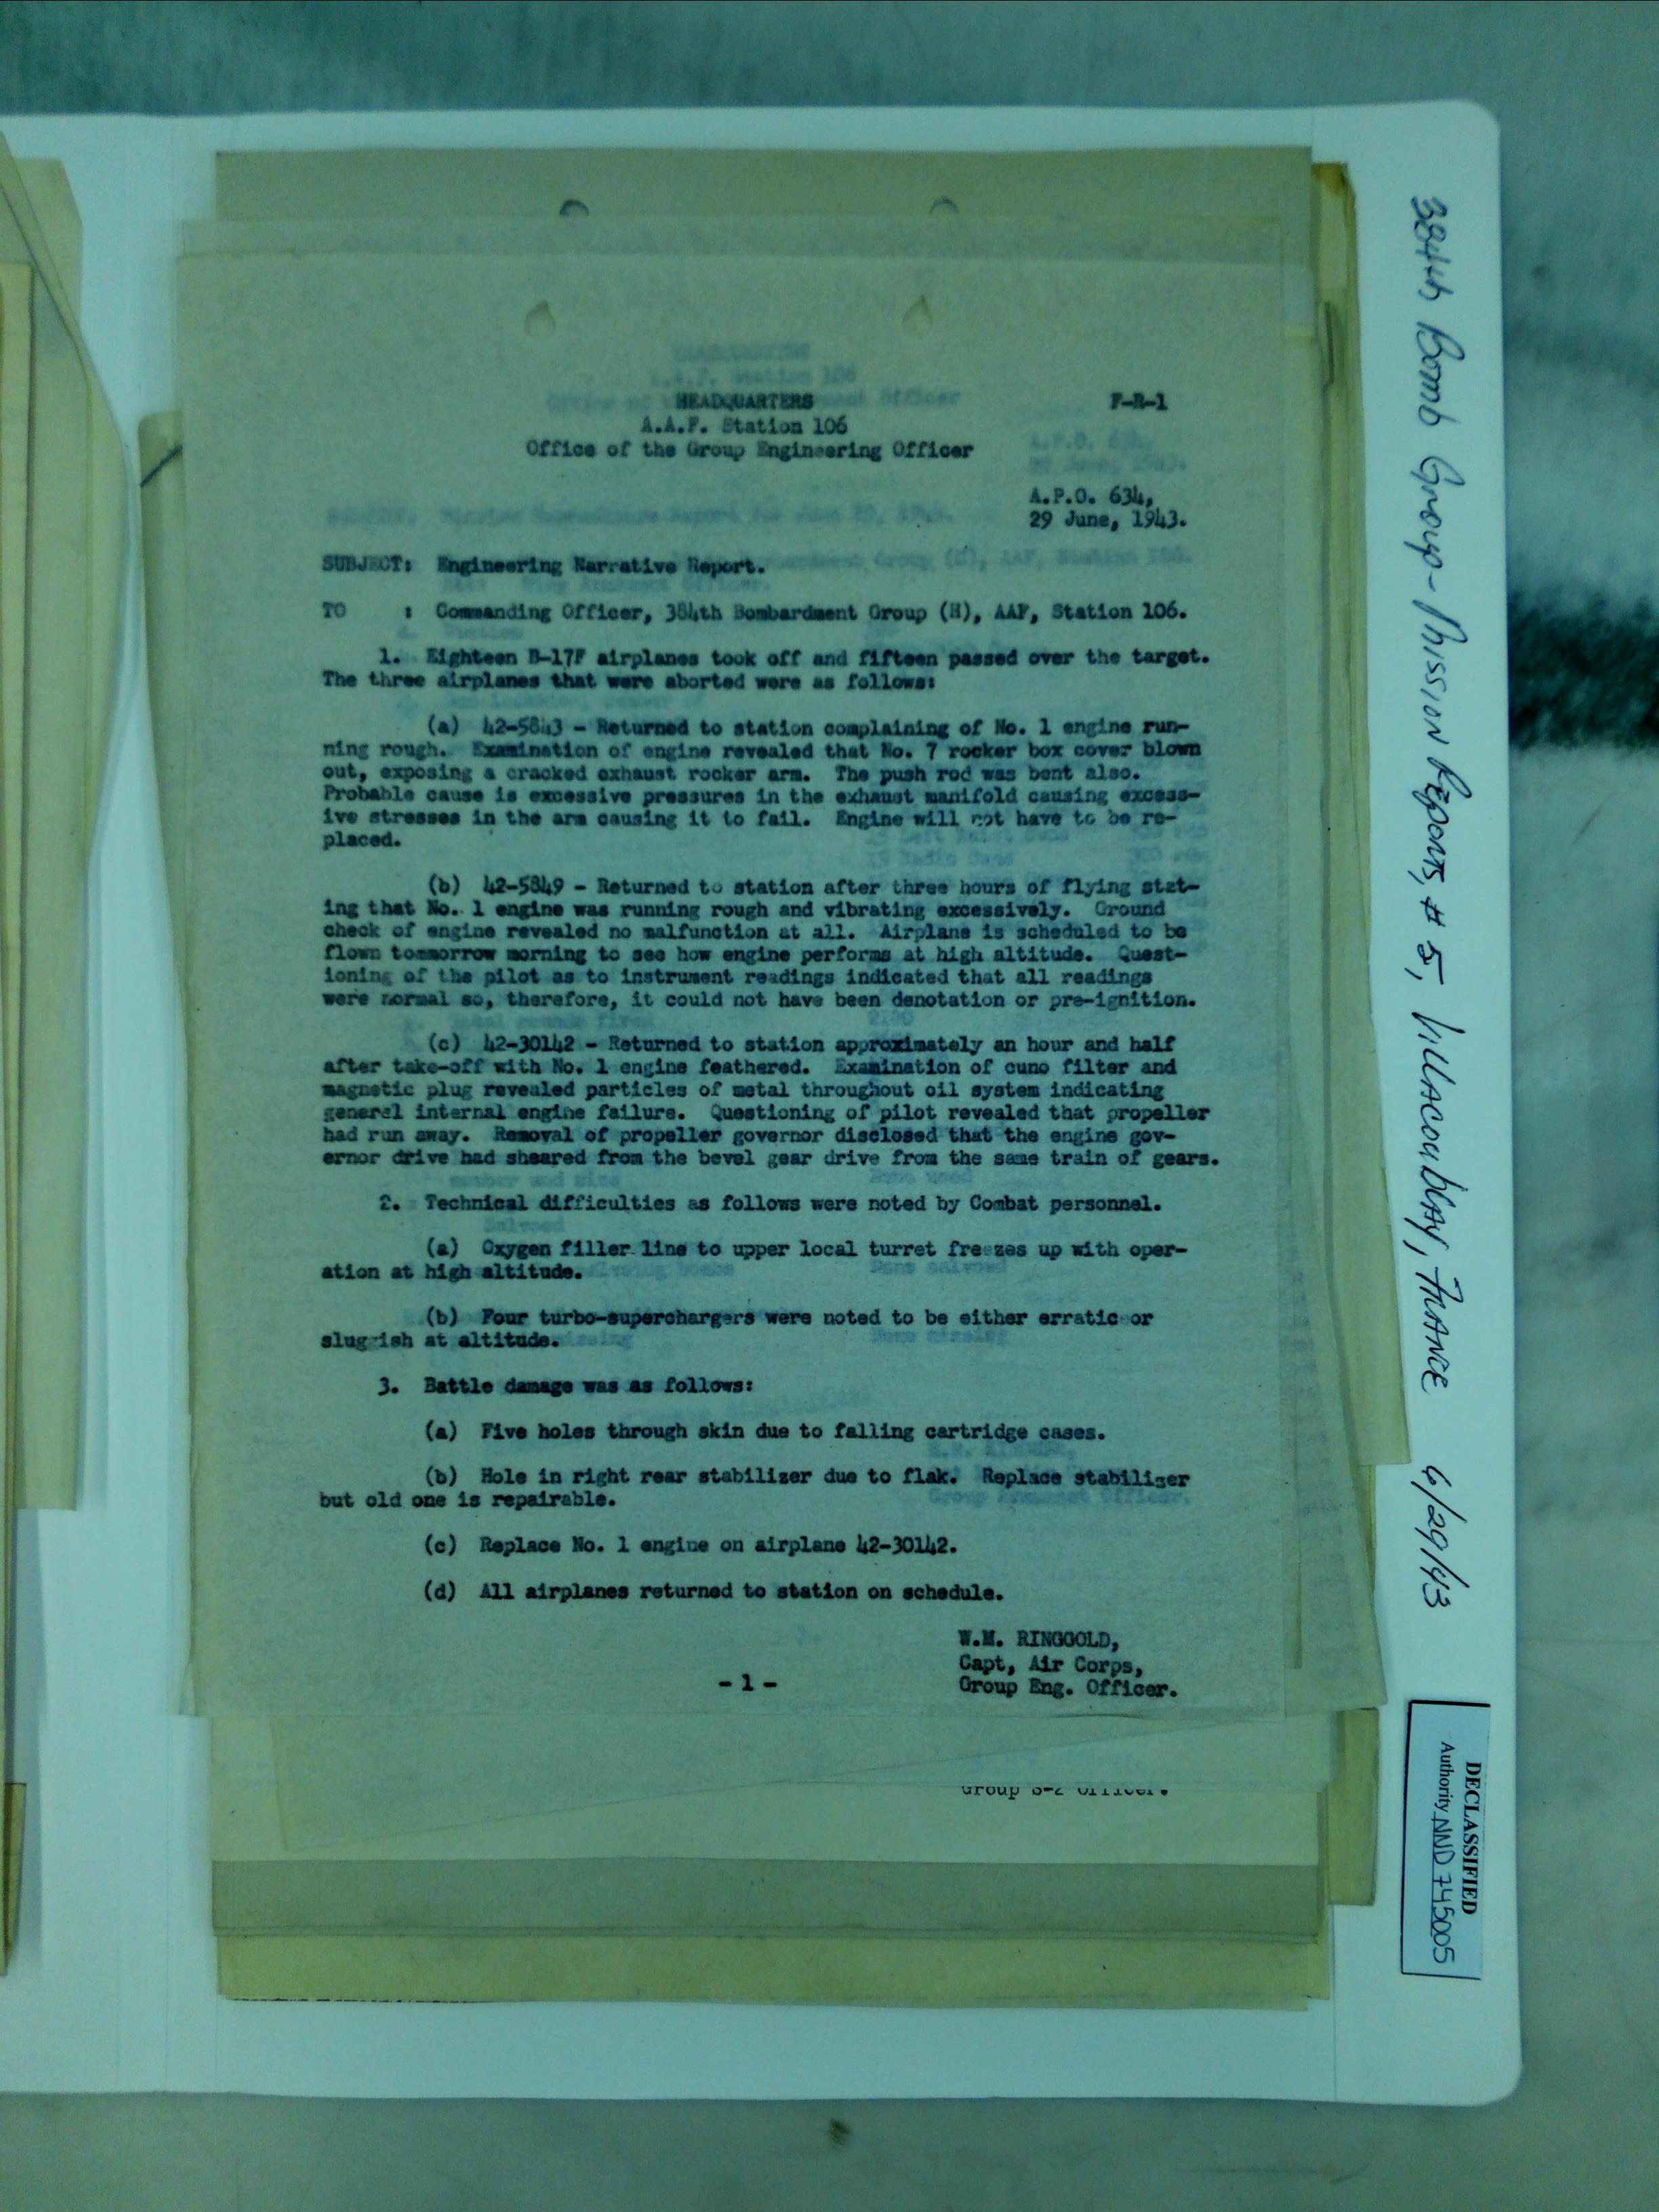 HEADQUARTERS
A.A.F. Station 106
Office of the Group Engineering Officer
F-R-1
A.P.O. 634,
29 June, 1943.
SUBJECT: Engineering Narrative Report.
TO : Commanding Officer, 384th Bombardment Group (H), AAF, Station 106.
1. Eighteen B-17F airplanes took off and fifteen passed over the target.
The three airplanes that were aborted were as follows:
(a) 42-5843 - Returned to station complaining of No. 1 engine run-
ning rough. Examination of engine revealed that No. 7 rocker box cover blown
out, exposing a cracked exhaust rocker arm. The push rod was bent also.
Probable cause is excessive pressures in the exhaust manifold causing excess-
ive stresses in the arm causing it to fail. Engine will not have to be re-
placed.
(b) 42-5849 - Returned to station after three hours of flying stat-
ing that No. 1 engine was running rough and vibrating excessively. Ground
check of engine revealed no malfunction at all. Airplane is scheduled to be
flown tommorrow morning to see how engine performs at high altitude. Quest-
ioning of the pilot as to instrument readings indicated that all readings
were normal so, therefore, it could not have been denotation or pre-ignition.
(c) 42-30142 - Returned to station approximately an hour and half
after take-off with No. 1 engine feathered. Examination of cuno filter and
magnetic plug revealed particles of metal throughout oil system indicating
general internal engine failure. Questioning of pilot revealed that propeller
had run away. Removal of propeller governor disclosed that the engine gov-
ernor drive had sheared from the bevel gear drive from the same train of gears.
2. Technical difficulties as follows were noted by Combat personnel.
(a) Oxygen filler line to upper local turret freezes up with oper-
ation at high altitude.
(b) Four turbo-superchargers were noted to be either erratic or
sluggish at altitude.
3. Battle damage was as follows:
(a) Five holes through skin due to falling cartridge cases.
(b) Hole in right rear stabilizer due to flak. Replace stabilizer
but old one is repairable.
(c) Replace No. 1 engine on airplane 42-30142.
(d) All airplanes returned to station on schedule.
W.M. RINGGOLD,
Capt, Air Corps,
Group Eng. Officer.
- 1 -
Group S-2 Officer.
384th Bomb Group - Mission Reports, # 5, Villacoublay, France 6/29/43
DECLASSIFIED
Authority NND 745005